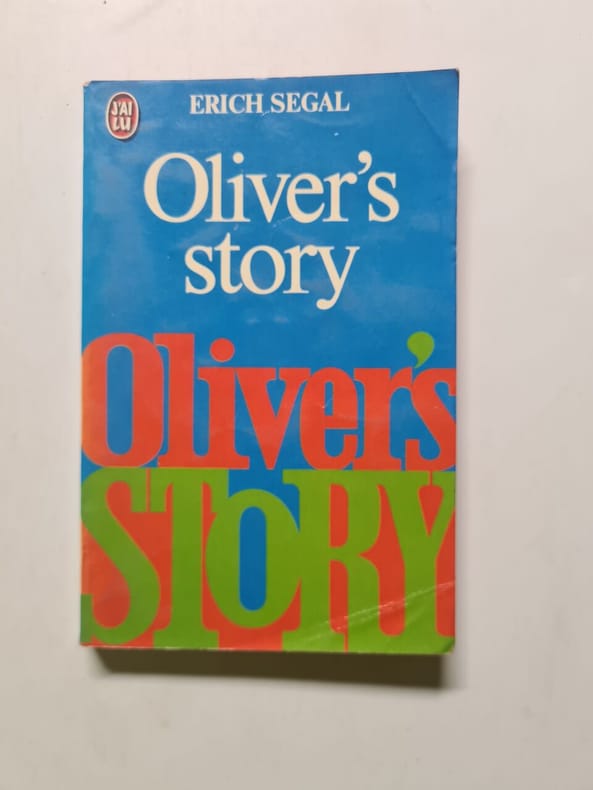 J'AI
LU
ERICH SEGAL
Oliver's
story
Oliver's
STORY